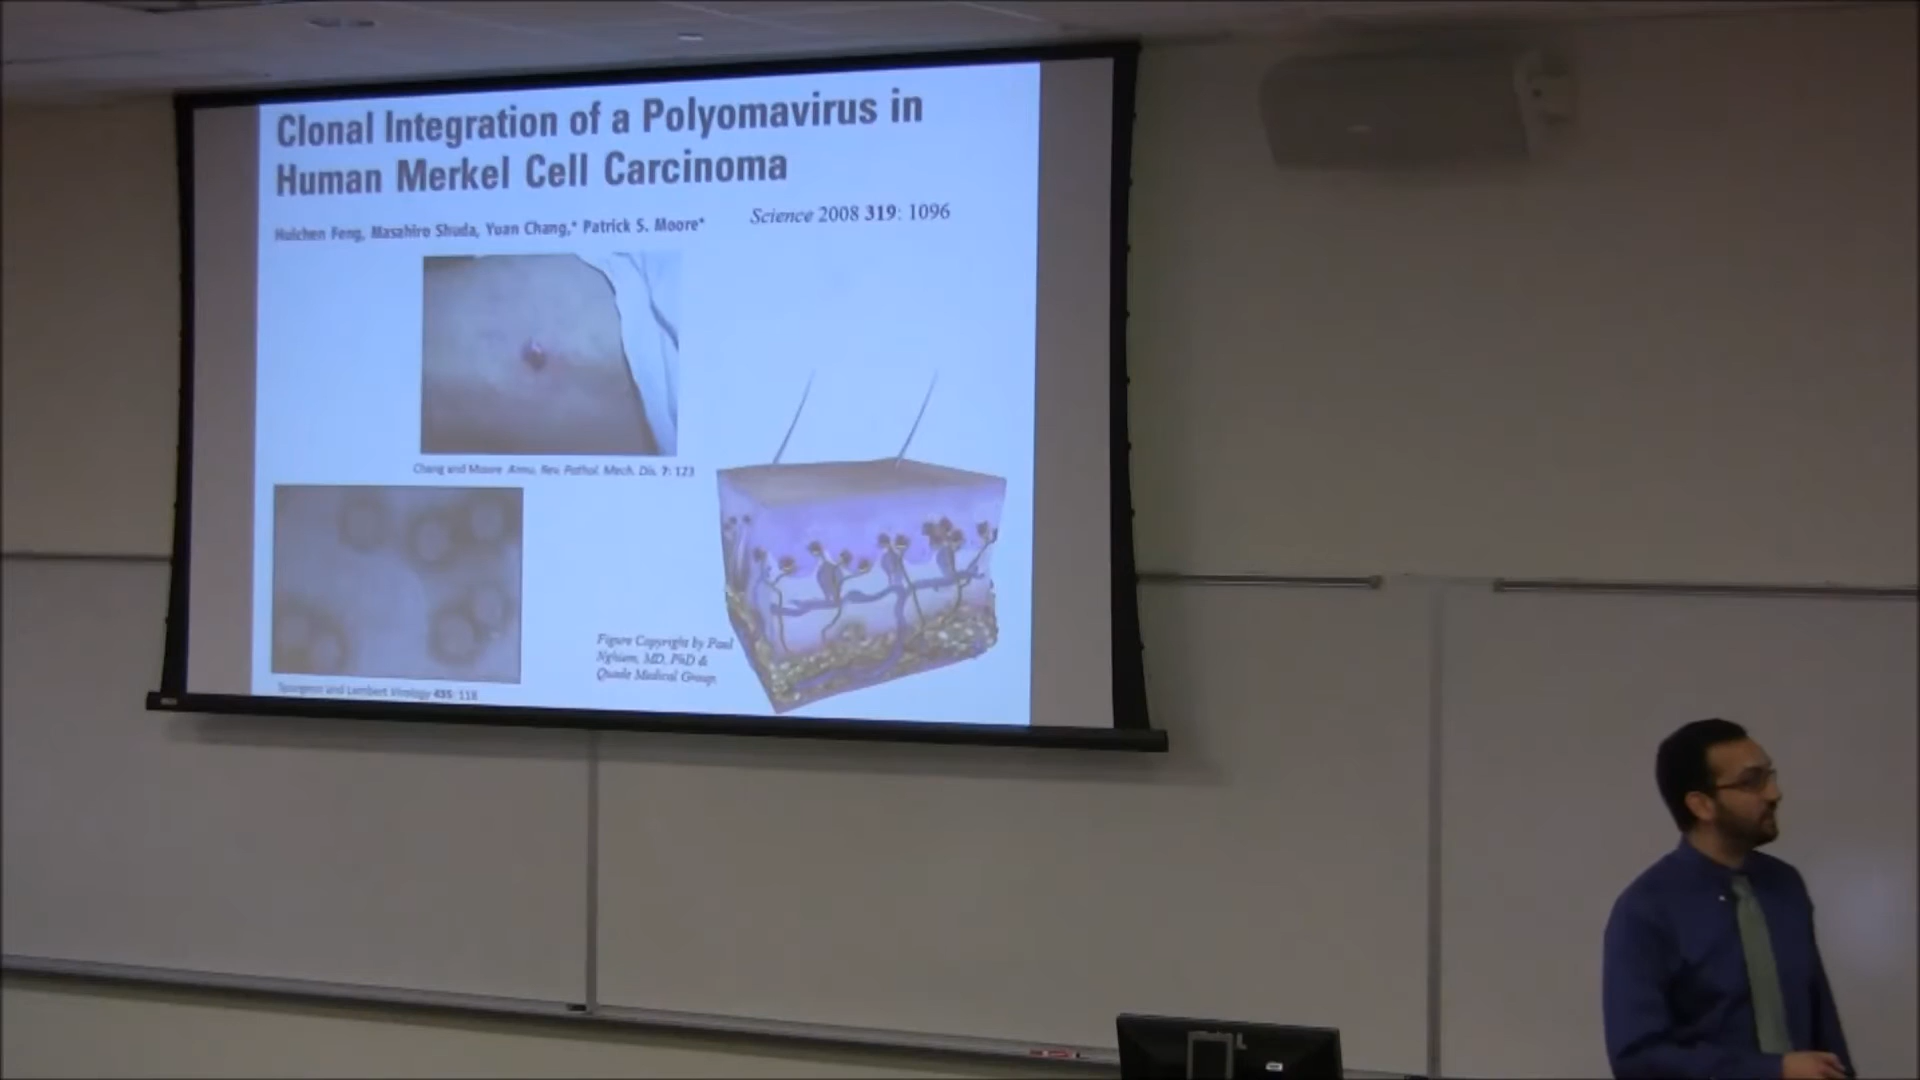 Clonal Integration of a Polyomavirus in
Human Merkel Cell Carcinoma
Huichen Feng, Masahiro Shuda, Yuan Chang,* Patrick S. Moore*
Science 2008 319: 1096
Chang and Moore Annu. Rev. Pathol. Mech. Dis. 7: 123
Figure Copyright by Paul
Nghiem, MD, PhD &
Quade Medical Group
Spurgeon and Lambert Virology 435: 118